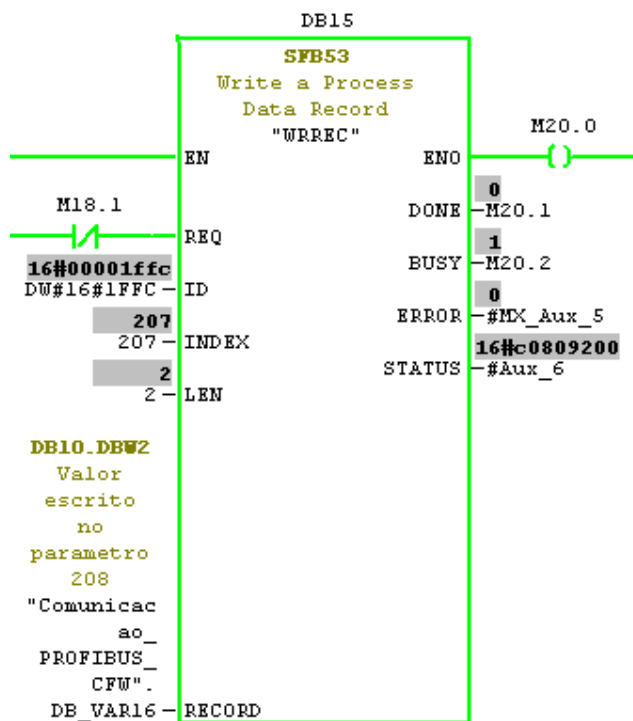 DB15
SFB53
Write a Process
Data Record
"WRREC"
M20.0
EN
ENO
0
M18.1
DONE
M20.1
REQ
1
16#00001ffc
BUSY
M20.2
DW#16#1FFC
ID
0
207
ERROR
#MX_Aux_5
207
INDEX
16#c0809200
2
STATUS
#Aux_6
2
LEN
DB10.DBW2
Valor
escrito
no
parametro
208
"Comunicac
ao_
PROFIBUS_
CFW".
DB_VAR16
RECORD